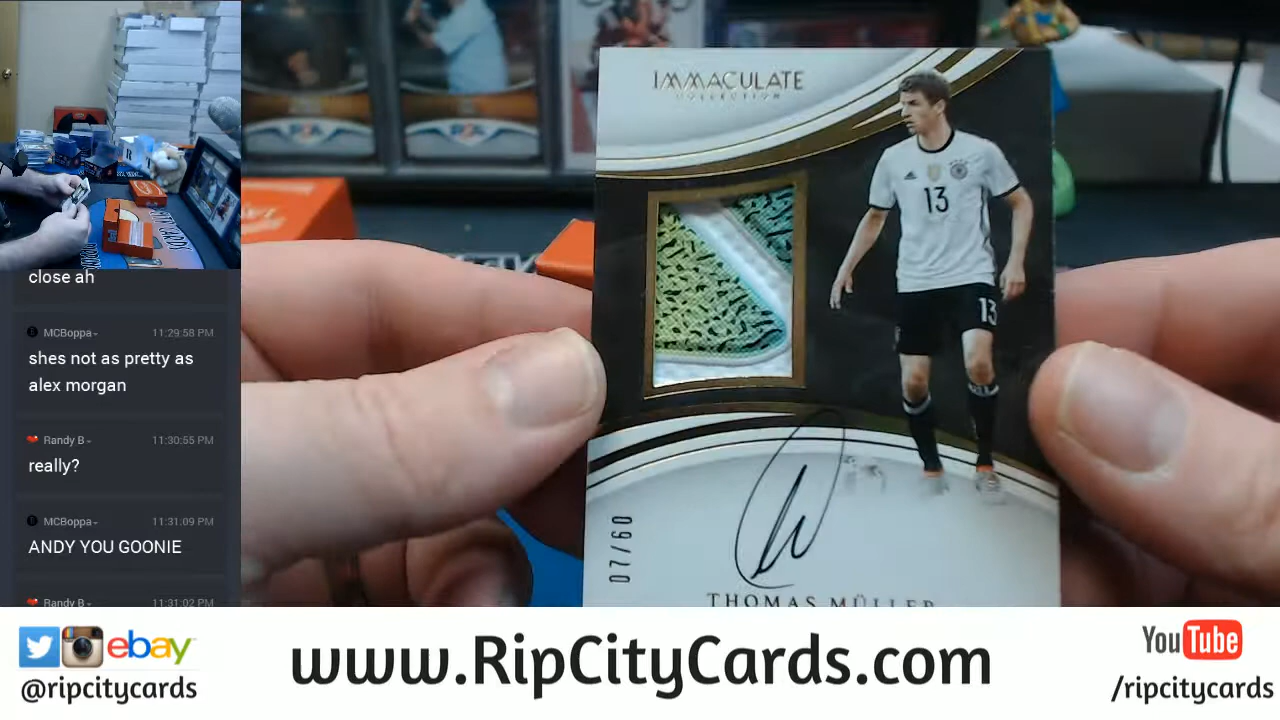 IMMACULATE
COLLECTION
13
13
07/60
THOMAS MÜLLER
close ah
MCBoppa 11:29:58 PM
shes not as pretty as
alex morgan
Randy B 11:30:55 PM
really?
MCBoppa 11:31:09 PM
ANDY YOU GOONIE
Randy B 11:31:02 PM
ebay
@ripcitycards
www.RipCityCards.com
YouTube
/ripcitycards